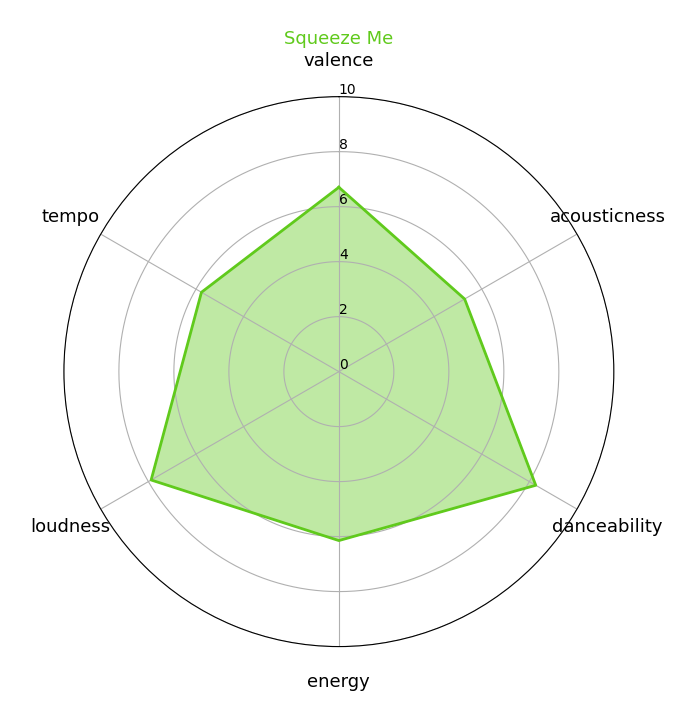 Squeeze Me
valence
10
8
tempo
6
acousticness
4
2
0
loudness
danceability
energy